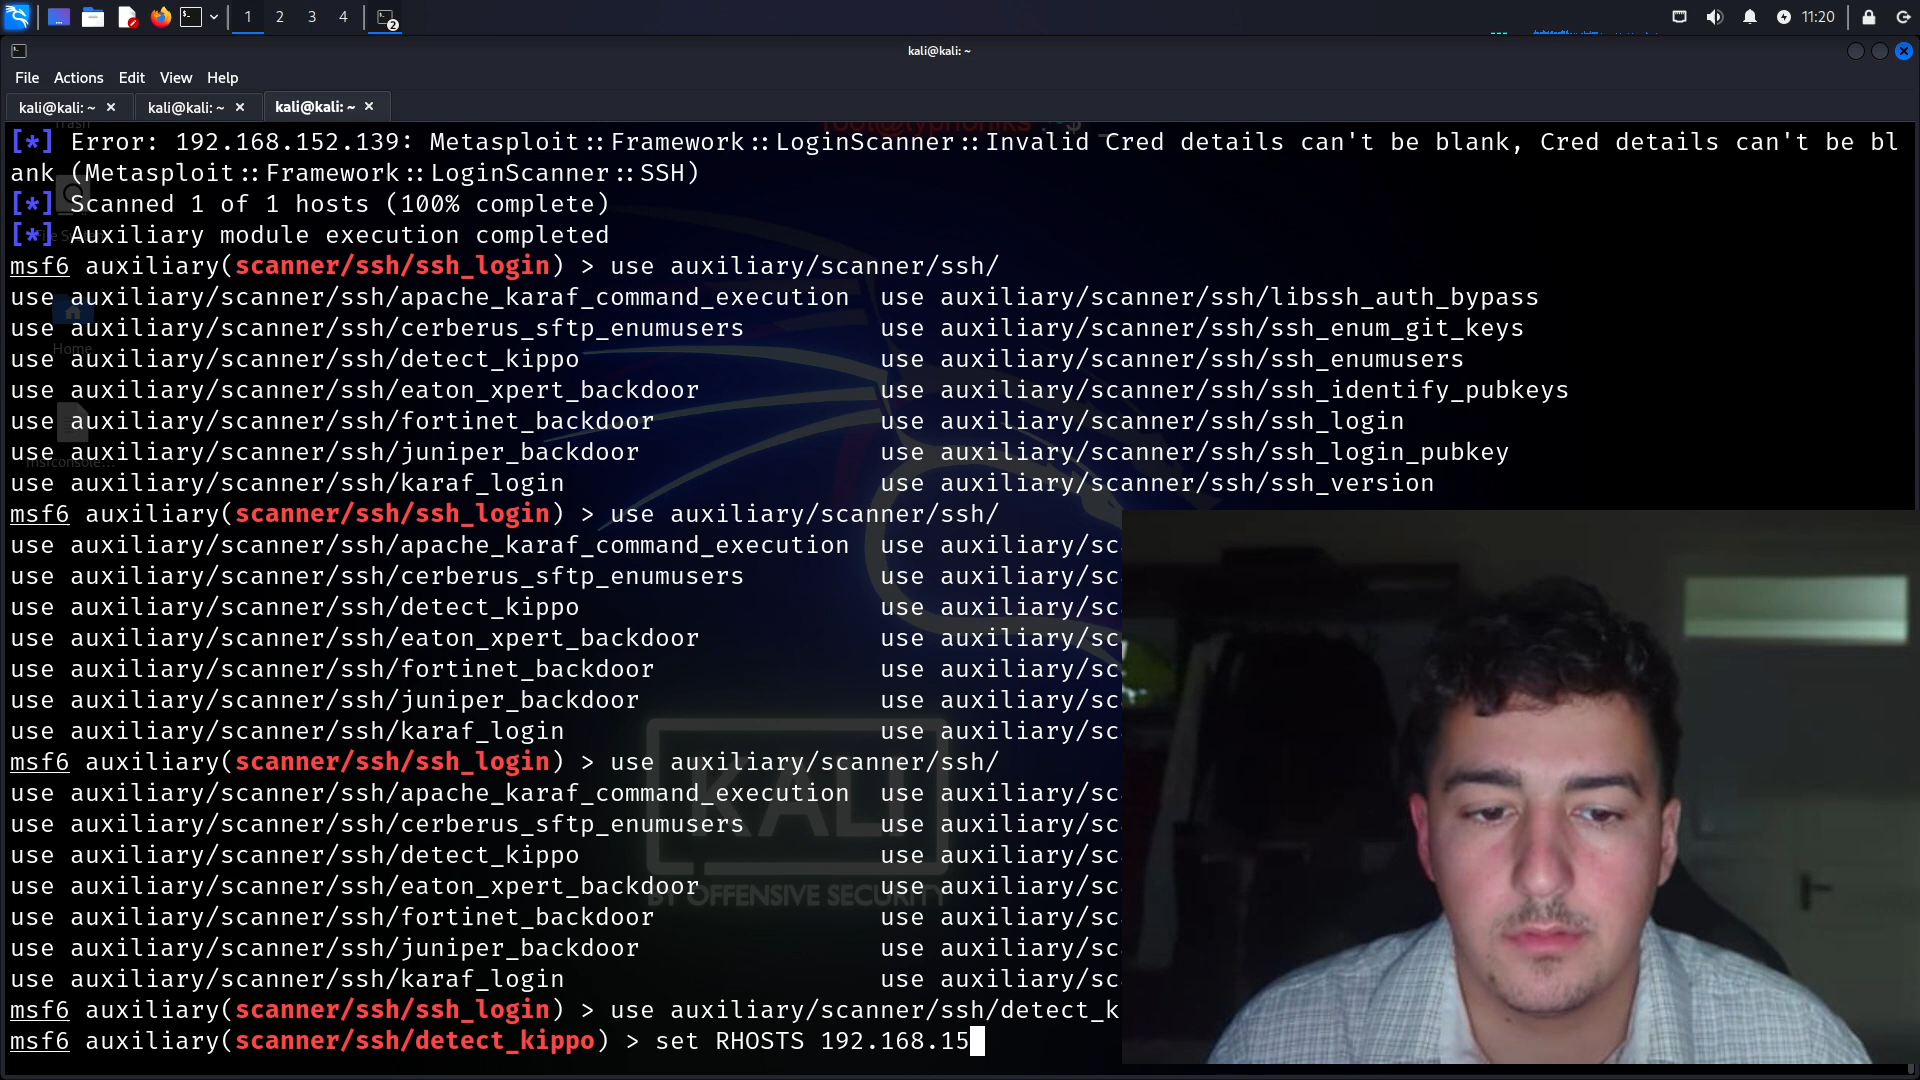 1 2 3 4 2 11:20
kali@kali: ~
File Actions Edit View Help
kali@kali: ~ × kali@kali: ~ × kali@kali: ~ ×
Trash
[*] Error: 192.168.152.139: Metasploit::Framework::LoginScanner::Invalid Cred details can't be blank, Cred details can't be bl
ank (Metasploit::Framework::LoginScanner::SSH)
[*] Scanned 1 of 1 hosts (100% complete)
[*] Auxiliary module execution completed
msf6 auxiliary(scanner/ssh/ssh_login) > use auxiliary/scanner/ssh/
use auxiliary/scanner/ssh/apache_karaf_command_execution use auxiliary/scanner/ssh/libssh_auth_bypass
use auxiliary/scanner/ssh/cerberus_sftp_enumusers use auxiliary/scanner/ssh/ssh_enum_git_keys
Home
use auxiliary/scanner/ssh/detect_kippo use auxiliary/scanner/ssh/ssh_enumusers
use auxiliary/scanner/ssh/eaton_xpert_backdoor use auxiliary/scanner/ssh/ssh_identify_pubkeys
use auxiliary/scanner/ssh/fortinet_backdoor use auxiliary/scanner/ssh/ssh_login
use auxiliary/scanner/ssh/juniper_backdoor use auxiliary/scanner/ssh/ssh_login_pubkey
msfconsole...
use auxiliary/scanner/ssh/karaf_login use auxiliary/scanner/ssh/ssh_version
msf6 auxiliary(scanner/ssh/ssh_login) > use auxiliary/scanner/ssh/
use auxiliary/scanner/ssh/apache_karaf_command_execution use auxiliary/sc
use auxiliary/scanner/ssh/cerberus_sftp_enumusers use auxiliary/sc
use auxiliary/scanner/ssh/detect_kippo use auxiliary/sc
use auxiliary/scanner/ssh/eaton_xpert_backdoor use auxiliary/sc
use auxiliary/scanner/ssh/fortinet_backdoor use auxiliary/sc
use auxiliary/scanner/ssh/juniper_backdoor use auxiliary/sc
use auxiliary/scanner/ssh/karaf_login use auxiliary/sc
msf6 auxiliary(scanner/ssh/ssh_login) > use auxiliary/scanner/ssh/
use auxiliary/scanner/ssh/apache_karaf_command_execution use auxiliary/sc
use auxiliary/scanner/ssh/cerberus_sftp_enumusers use auxiliary/sc
KALI
use auxiliary/scanner/ssh/detect_kippo use auxiliary/sc
use auxiliary/scanner/ssh/eaton_xpert_backdoor use auxiliary/sc
BY OFFENSIVE SECURITY
use auxiliary/scanner/ssh/fortinet_backdoor use auxiliary/sc
use auxiliary/scanner/ssh/juniper_backdoor use auxiliary/sc
use auxiliary/scanner/ssh/karaf_login use auxiliary/sc
msf6 auxiliary(scanner/ssh/ssh_login) > use auxiliary/scanner/ssh/detect_k
msf6 auxiliary(scanner/ssh/detect_kippo) > set RHOSTS 192.168.15